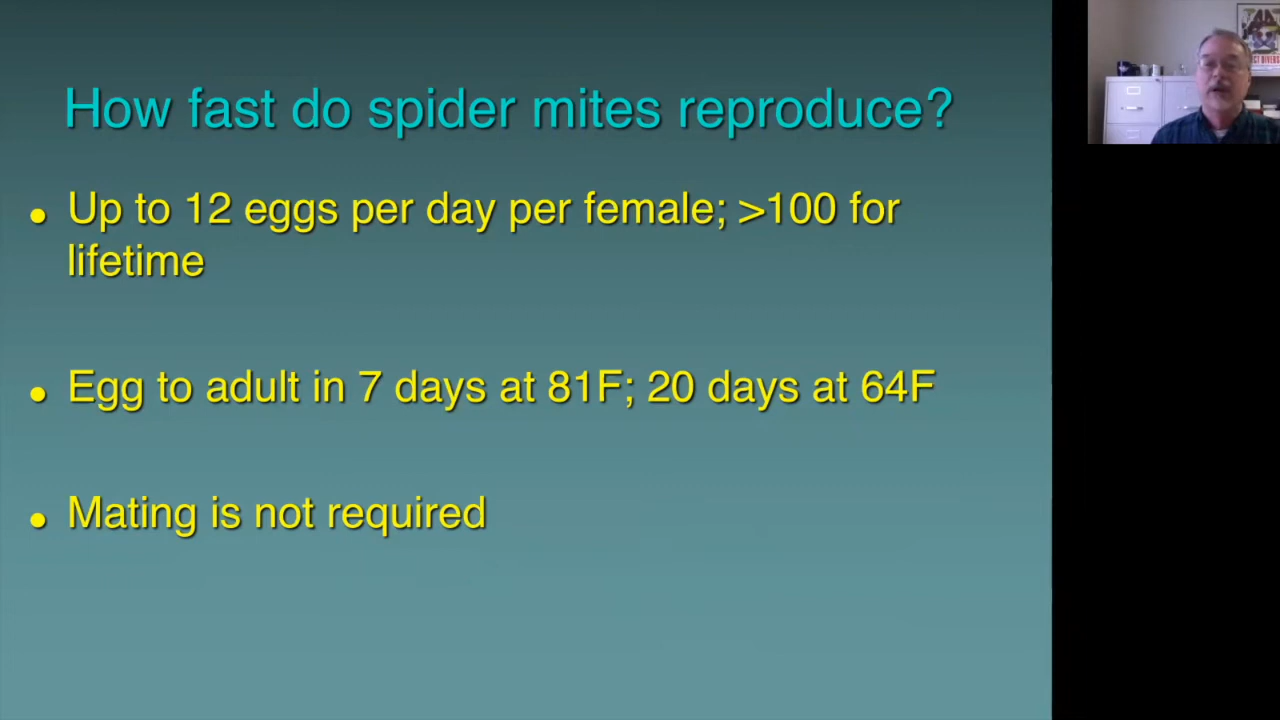 How fast do spider mites reproduce?
• Up to 12 eggs per day per female; >100 for
lifetime
• Egg to adult in 7 days at 81F; 20 days at 64F
• Mating is not required